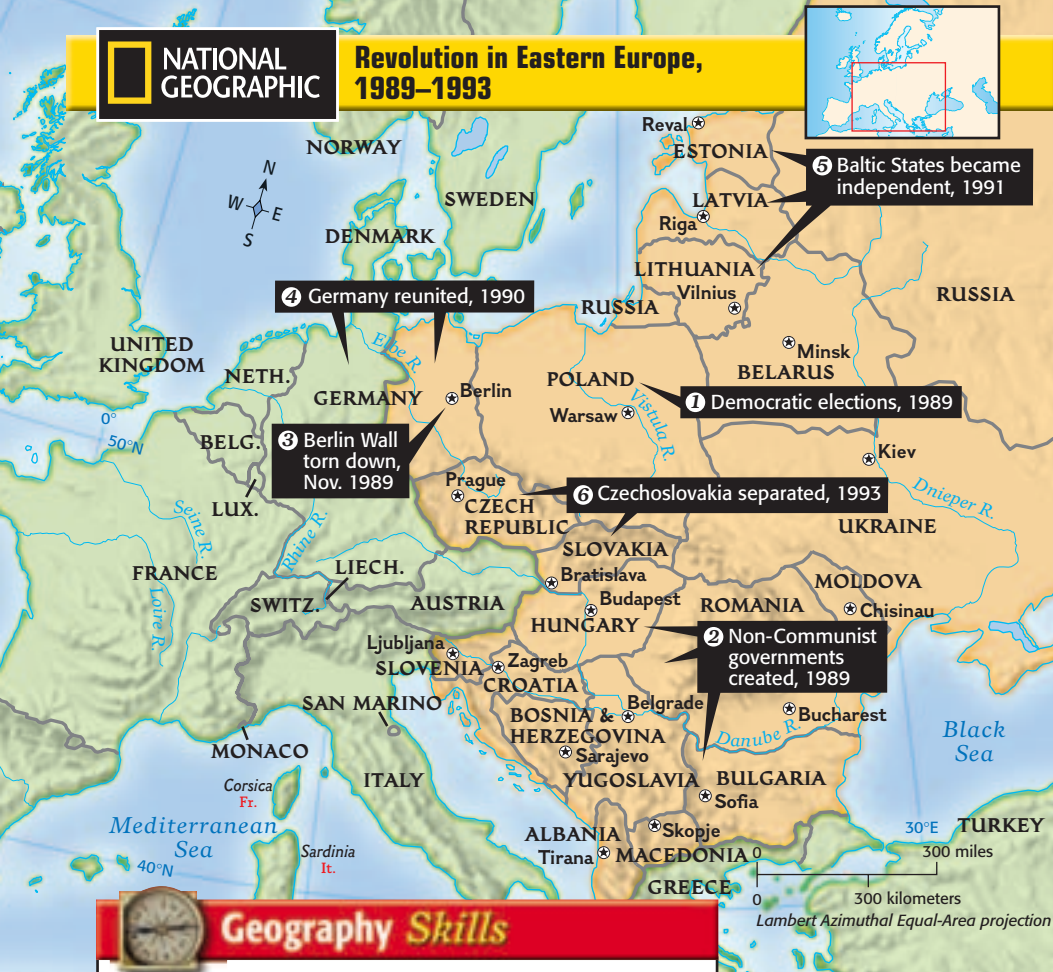 NATIONAL
GEOGRAPHIC
Revolution in Eastern Europe,
1989–1993
NORWAY
SWEDEN
DENMARK
N
W
E
S
Reval
ESTONIA
❺ Baltic States became
independent, 1991
LATVIA
Riga
LITHUANIA
Vilnius
RUSSIA
RUSSIA
❹ Germany reunited, 1990
UNITED
KINGDOM
NETH.
GERMANY
Elbe R.
Berlin
POLAND
Warsaw
Vistula R.
Minsk
BELARUS
❶ Democratic elections, 1989
0°
50°N
BELG.
❸ Berlin Wall
torn down,
Nov. 1989
LUX.
Kiev
Dnieper R.
UKRAINE
Prague
CZECH
REPUBLIC
❻ Czechoslovakia separated, 1993
SLOVAKIA
Bratislava
Seine R.
Rhine R.
FRANCE
Loire R.
LIECH.
SWITZ.
AUSTRIA
Budapest
HUNGARY
ROMANIA
MOLDOVA
Chisinau
❷ Non-Communist
governments
created, 1989
Ljubljana
SLOVENIA
Zagreb
CROATIA
SAN MARINO
BOSNIA &
HERZEGOVINA
Belgrade
Sarajevo
Bucharest
Danube R.
Black
Sea
MONACO
ITALY
YUGOSLAVIA
BULGARIA
Sofia
Corsica
Fr.
Mediterranean
Sea
40°N
Sardinia
It.
ALBANIA
Tirana
Skopje
MACEDONIA
GREECE
30°E
TURKEY
0
300 miles
0
300 kilometers
Lambert Azimuthal Equal-Area projection
Geography Skills